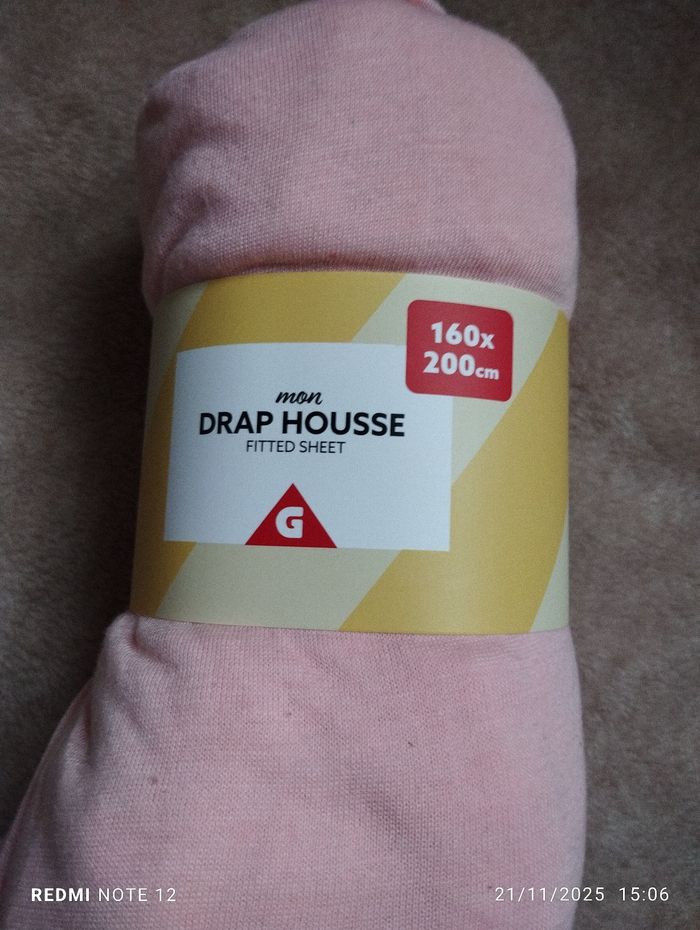 160x
200cm
mon
DRAP HOUSSE
FITTED SHEET
G
REDMI NOTE 12
21/11/2025 15:06